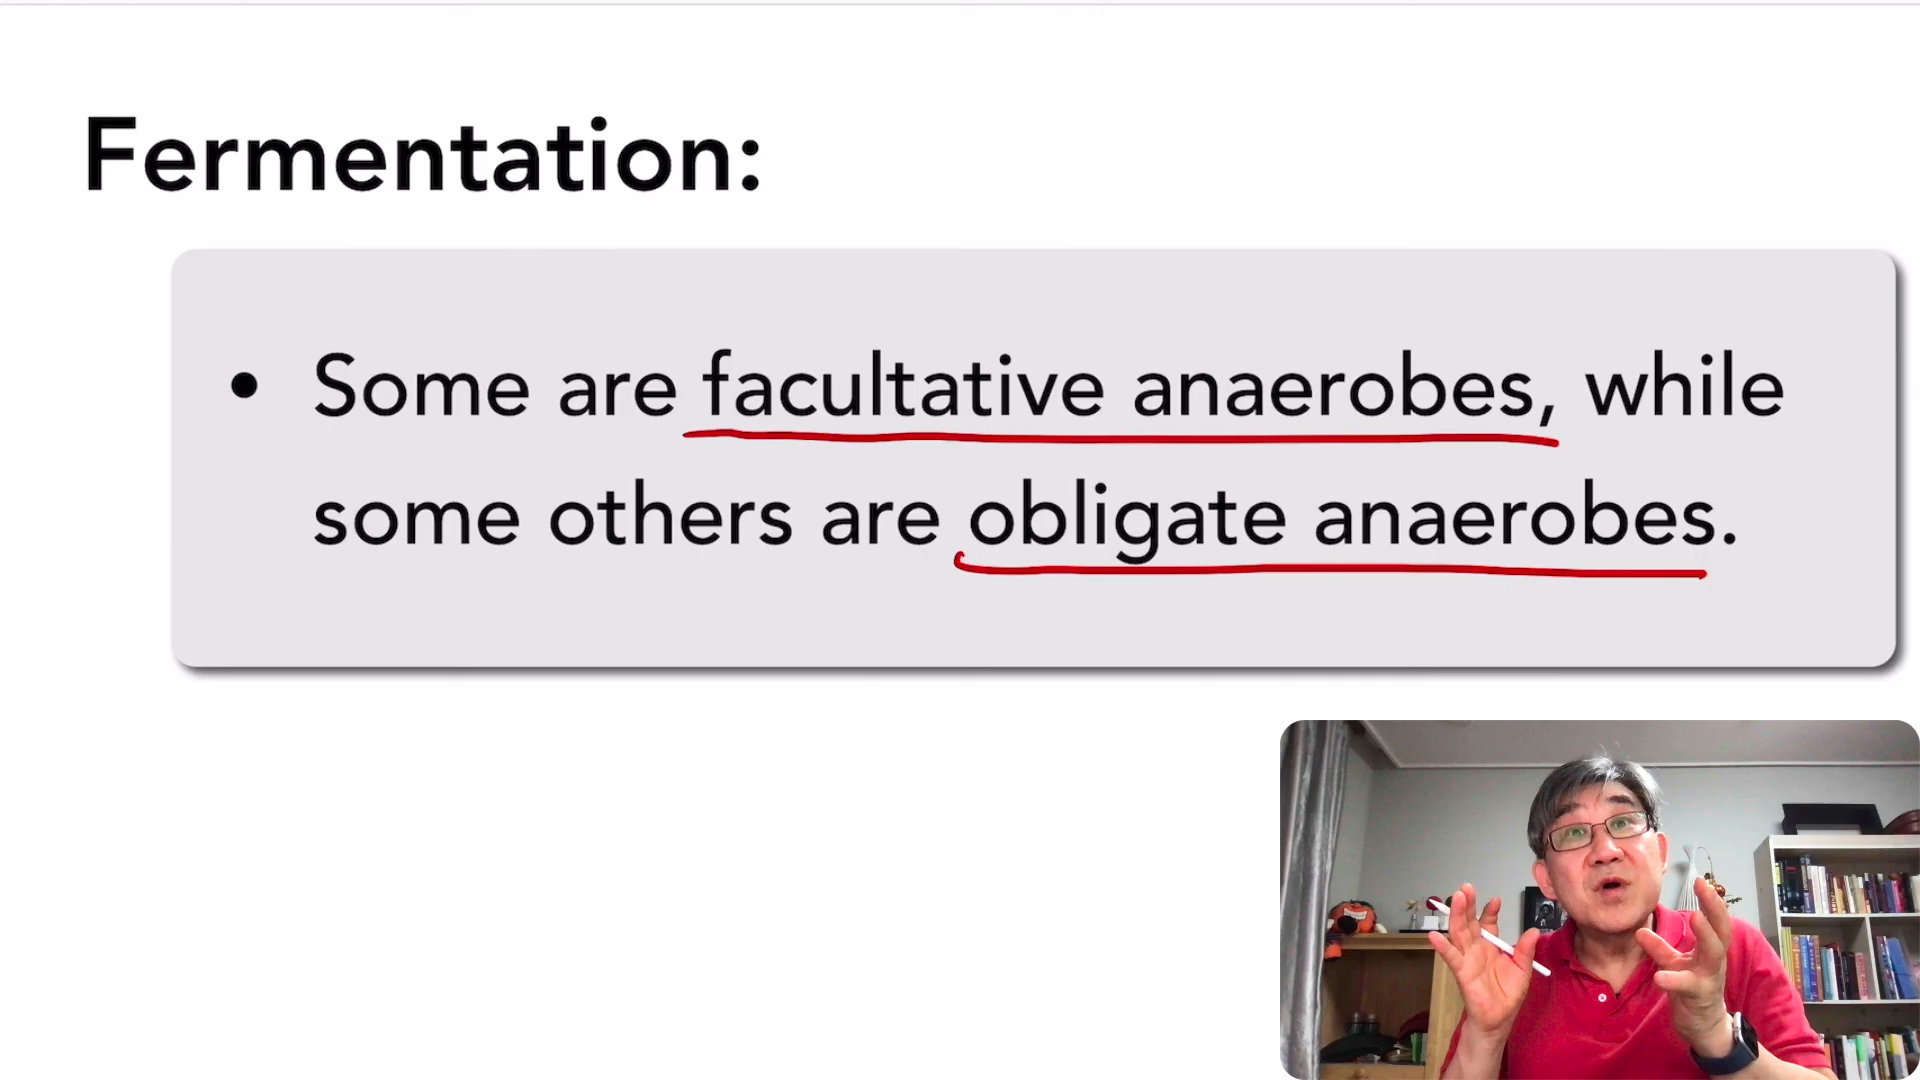 Fermentation:
• Some are facultative anaerobes, while
some others are obligate anaerobes.